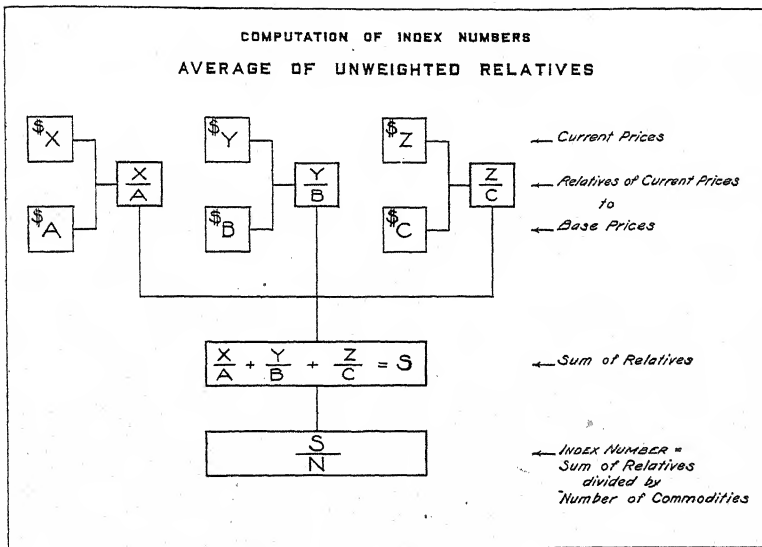 COMPUTATION OF INDEX NUMBERS
AVERAGE OF UNWEIGHTED RELATIVES
$X $Y $Z ← Current Prices
X/A Y/B Z/C ← Relatives of Current Prices
to
$A $B $C ← Base Prices
X/A + Y/B + Z/C = S ← Sum of Relatives
S/N ← INDEX NUMBER =
Sum of Relatives
divided by
Number of Commodities